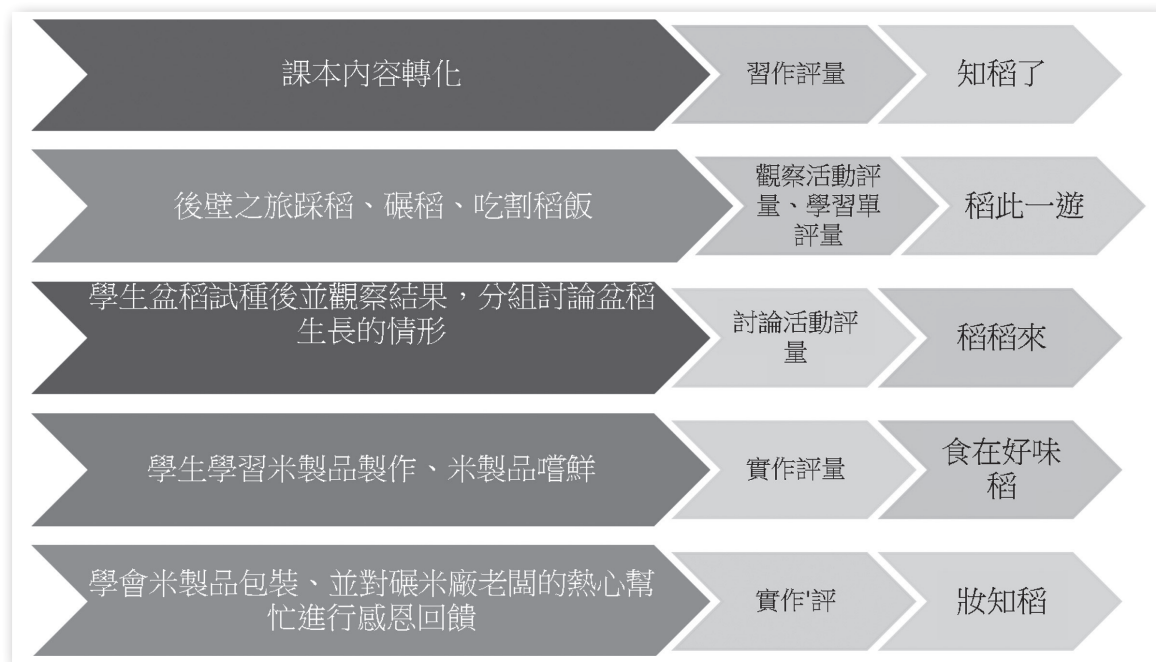 課本內容轉化
習作評量
知稻了
後壁之旅踩稻、碾稻、吃割稻飯
觀察活動評
量、學習單
評量
稻此一遊
學生盆稻試種後並觀察結果，分組討論盆稻
生長的情形
討論活動評
量
稻稻來
學生學習米製品製作、米製品嚐鮮
實作評量
食在好味
稻
學會米製品包裝、並對碾米廠老闆的熱心幫
忙進行感恩回饋
實作'評
妝知稻